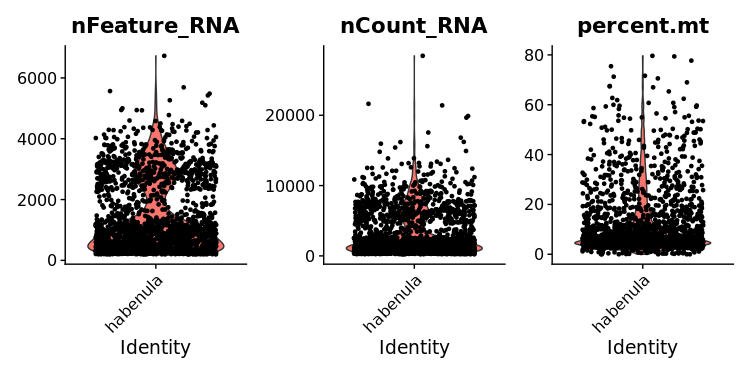 nFeature_RNA
6000
4000
2000
0
habenula
Identity
nCount_RNA
20000
10000
0
habenula
Identity
percent.mt
80
60
40
20
0
habenula
Identity